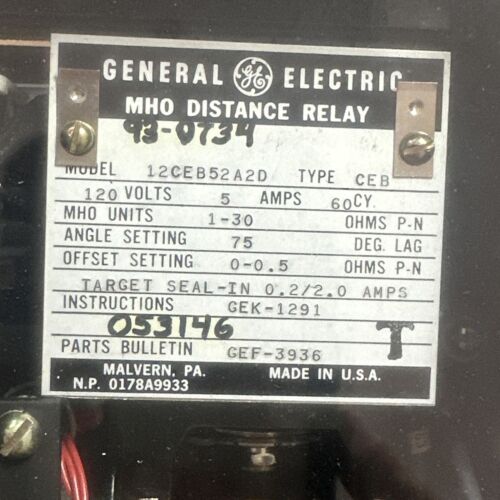 GENERAL GE ELECTRIC
MHO DISTANCE RELAY
93-0734
MODEL 12CEB52A2D TYPE CEB
120 VOLTS 5 AMPS 60CY.
MHO UNITS 1-30 OHMS P-N
ANGLE SETTING 75 DEG. LAG
OFFSET SETTING 0-0.5 OHMS P-N
TARGET SEAL-IN 0.2/2.0 AMPS
INSTRUCTIONS GEK-1291
053146 T
PARTS BULLETIN GEF-3936
MALVERN, PA. MADE IN U.S.A.
N.P. 0178A9933